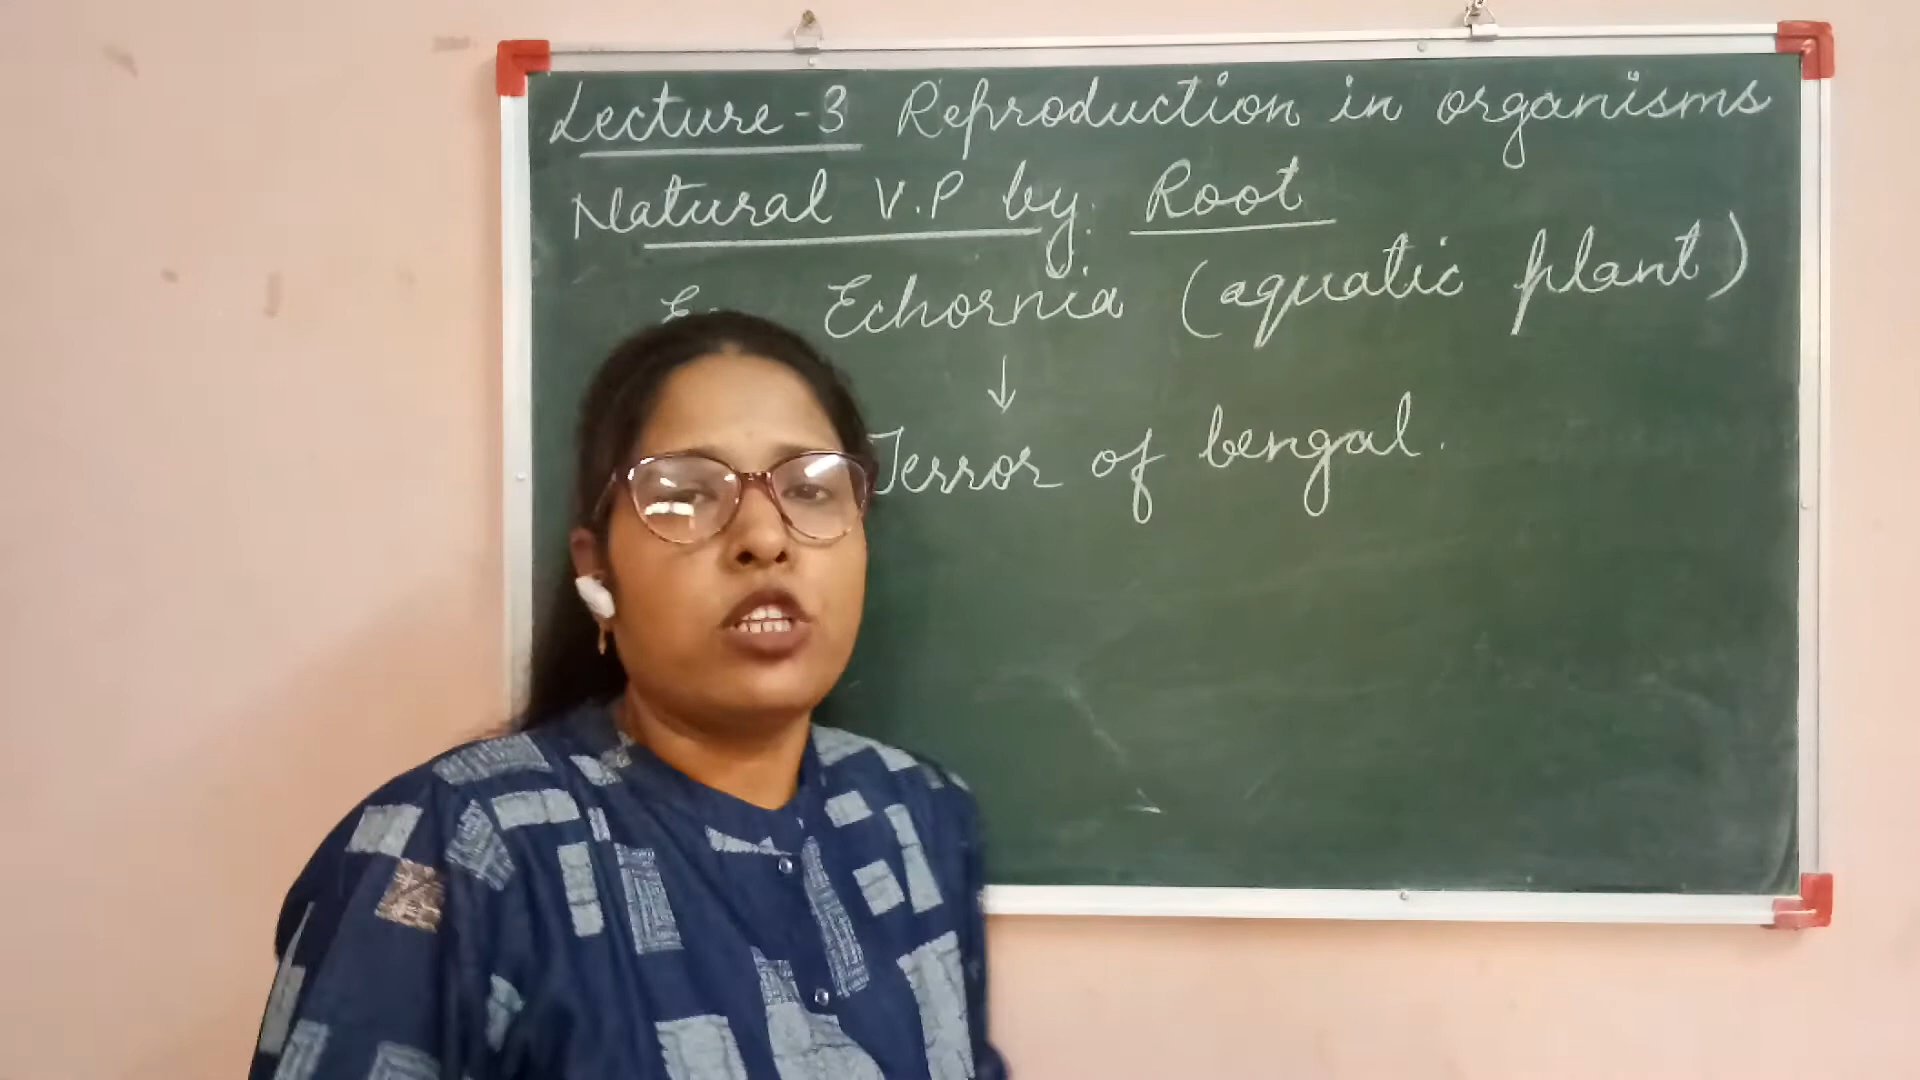 Lecture-3 Reproduction in organisms
Natural V.P by. Root
Echornia (aquatic plant)
↓
Terror of bengal.